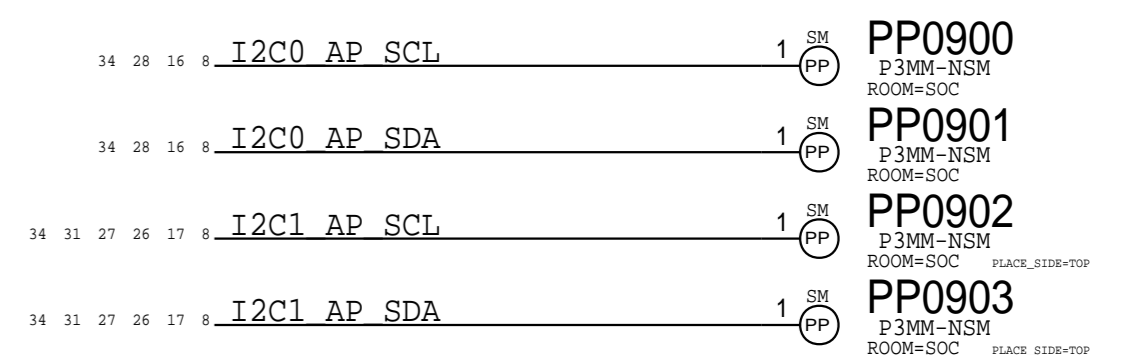 34 28 16 8 I2C0_AP_SCL 1 SM PP PP0900
P3MM-NSM
ROOM=SOC
34 28 16 8 I2C0_AP_SDA 1 SM PP PP0901
P3MM-NSM
ROOM=SOC
34 31 27 26 17 8 I2C1_AP_SCL 1 SM PP PP0902
P3MM-NSM
ROOM=SOC PLACE_SIDE=TOP
34 31 27 26 17 8 I2C1_AP_SDA 1 SM PP PP0903
P3MM-NSM
ROOM=SOC PLACE_SIDE=TOP